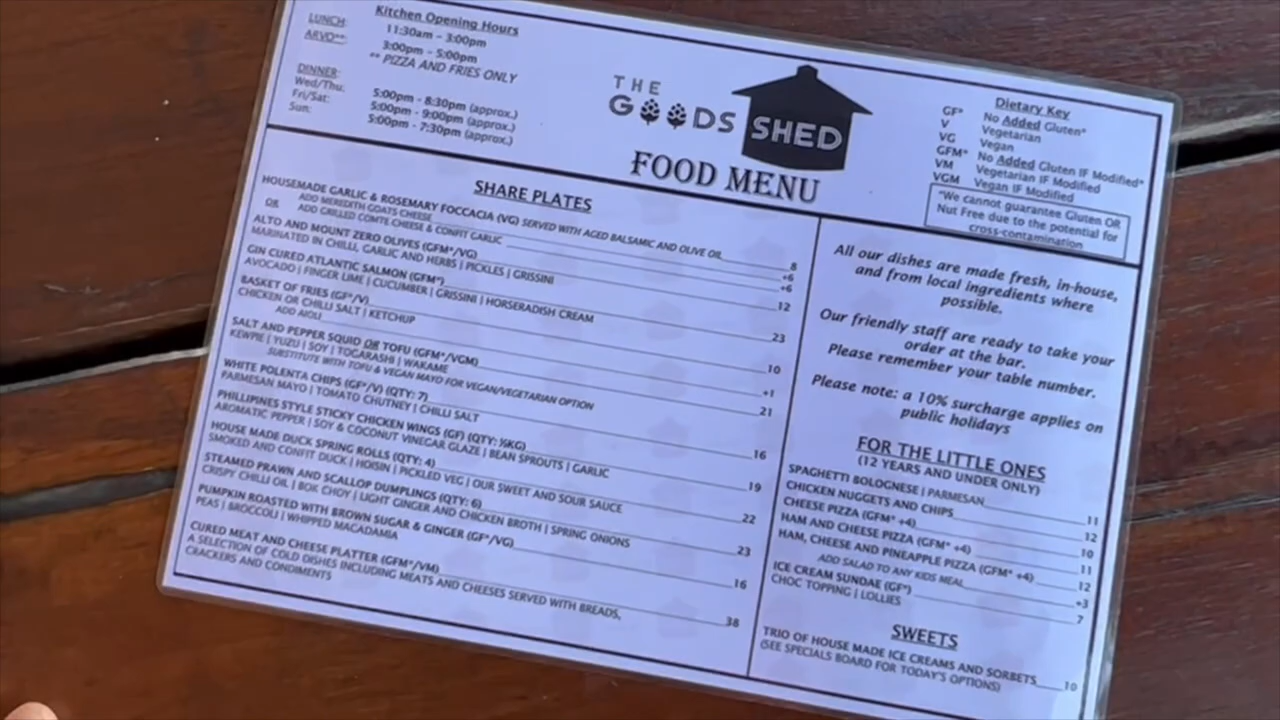 Kitchen Opening Hours
LUNCH: 11:30am – 3:00pm
ARVO**: 3:00pm - 5:00pm
** PIZZA AND FRIES ONLY
DINNER:
Wed/Thu: 5:00pm - 8:30pm (approx.)
Fri/Sat: 5:00pm - 9:00pm (approx.)
Sun: 5:00pm - 7:30pm (approx.)
THE
GOODS SHED
FOOD MENU
Dietary Key
GF* No Added Gluten*
V Vegetarian
VG Vegan
GFM* No Added Gluten IF Modified*
VM Vegetarian IF Modified
VGM Vegan IF Modified
*We cannot guarantee Gluten OR
Nut Free due to the potential for
cross-contamination
SHARE PLATES
HOUSEMADE GARLIC & ROSEMARY FOCCACIA (VG) SERVED WITH AGED BALSAMIC AND OLIVE OIL 8
ADD MEREDITH GOATS CHEESE +6
OR ADD GRILLED COMTE CHEESE & CONFIT GARLIC +6
ALTO AND MOUNT ZERO OLIVES (GFM*/VG) 12
MARINATED IN CHILLI, GARLIC AND HERBS | PICKLES | GRISSINI
GIN CURED ATLANTIC SALMON (GFM*) 23
AVOCADO | FINGER LIME | CUCUMBER | GRISSINI | HORSERADISH CREAM
BASKET OF FRIES (GF*/V) 10
CHICKEN OR CHILLI SALT | KETCHUP
ADD AIOLI +1
SALT AND PEPPER SQUID OR TOFU (GFM*/VGM) 21
KEWPIE | YUZU | SOY | TOGARASHI | WAKAME
SUBSTITUTE WITH TOFU & VEGAN MAYO FOR VEGAN/VEGETARIAN OPTION
WHITE POLENTA CHIPS (GF*/V) (QTY: 7) 16
PARMESAN MAYO | TOMATO CHUTNEY | CHILLI SALT
PHILLIPINES STYLE STICKY CHICKEN WINGS (GF) (QTY: ½KG) 19
AROMATIC PEPPER | SOY & COCONUT VINEGAR GLAZE | BEAN SPROUTS | GARLIC
HOUSE MADE DUCK SPRING ROLLS (QTY: 4) 22
SMOKED AND CONFIT DUCK | HOISIN | PICKLED VEG | OUR SWEET AND SOUR SAUCE
STEAMED PRAWN AND SCALLOP DUMPLINGS (QTY: 6) 23
CRISPY CHILLI OIL | BOK CHOY | LIGHT GINGER AND CHICKEN BROTH | SPRING ONIONS
PUMPKIN ROASTED WITH BROWN SUGAR & GINGER (GF*/VG) 16
PEAS | BROCCOLI | WHIPPED MACADAMIA
CURED MEAT AND CHEESE PLATTER (GFM*/VM) 38
A SELECTION OF COLD DISHES INCLUDING MEATS AND CHEESES SERVED WITH BREADS,
CRACKERS AND CONDIMENTS
All our dishes are made fresh, in-house,
and from local ingredients where
possible.
Our friendly staff are ready to take your
order at the bar.
Please remember your table number.
Please note: a 10% surcharge applies on
public holidays
FOR THE LITTLE ONES
(12 YEARS AND UNDER ONLY)
SPAGHETTI BOLOGNESE | PARMESAN 11
CHICKEN NUGGETS AND CHIPS 12
CHEESE PIZZA (GFM* +4) 10
HAM AND CHEESE PIZZA (GFM* +4) 11
HAM, CHEESE AND PINEAPPLE PIZZA (GFM* +4) 12
ADD SALAD TO ANY KIDS MEAL +3
ICE CREAM SUNDAE (GF*) 7
CHOC TOPPING | LOLLIES
SWEETS
TRIO OF HOUSE MADE ICE CREAMS AND SORBETS 10
(SEE SPECIALS BOARD FOR TODAY'S OPTIONS)